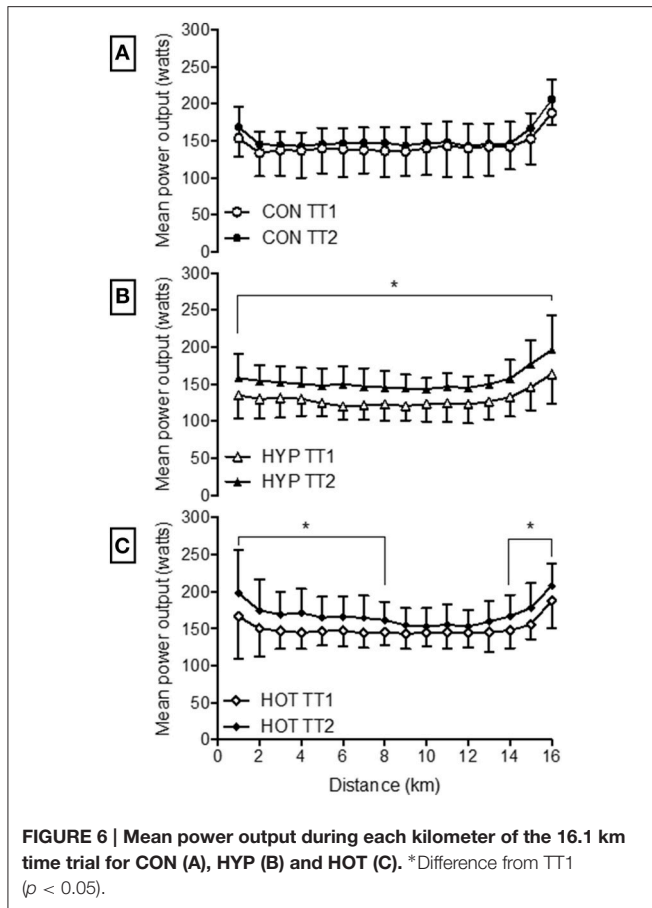 A
Mean power output (watts)
300
250
200
150
100
50
0
CON TT1
CON TT2
B
Mean power output (watts)
300
250
200
150
100
50
0
*
HYP TT1
HYP TT2
C
Mean power output (watts)
300
250
200
150
100
50
0
* *
HOT TT1
HOT TT2
0 2 4 6 8 10 12 14 16
Distance (km)
FIGURE 6 | Mean power output during each kilometer of the 16.1 km
time trial for CON (A), HYP (B) and HOT (C). *Difference from TT1
(p < 0.05).